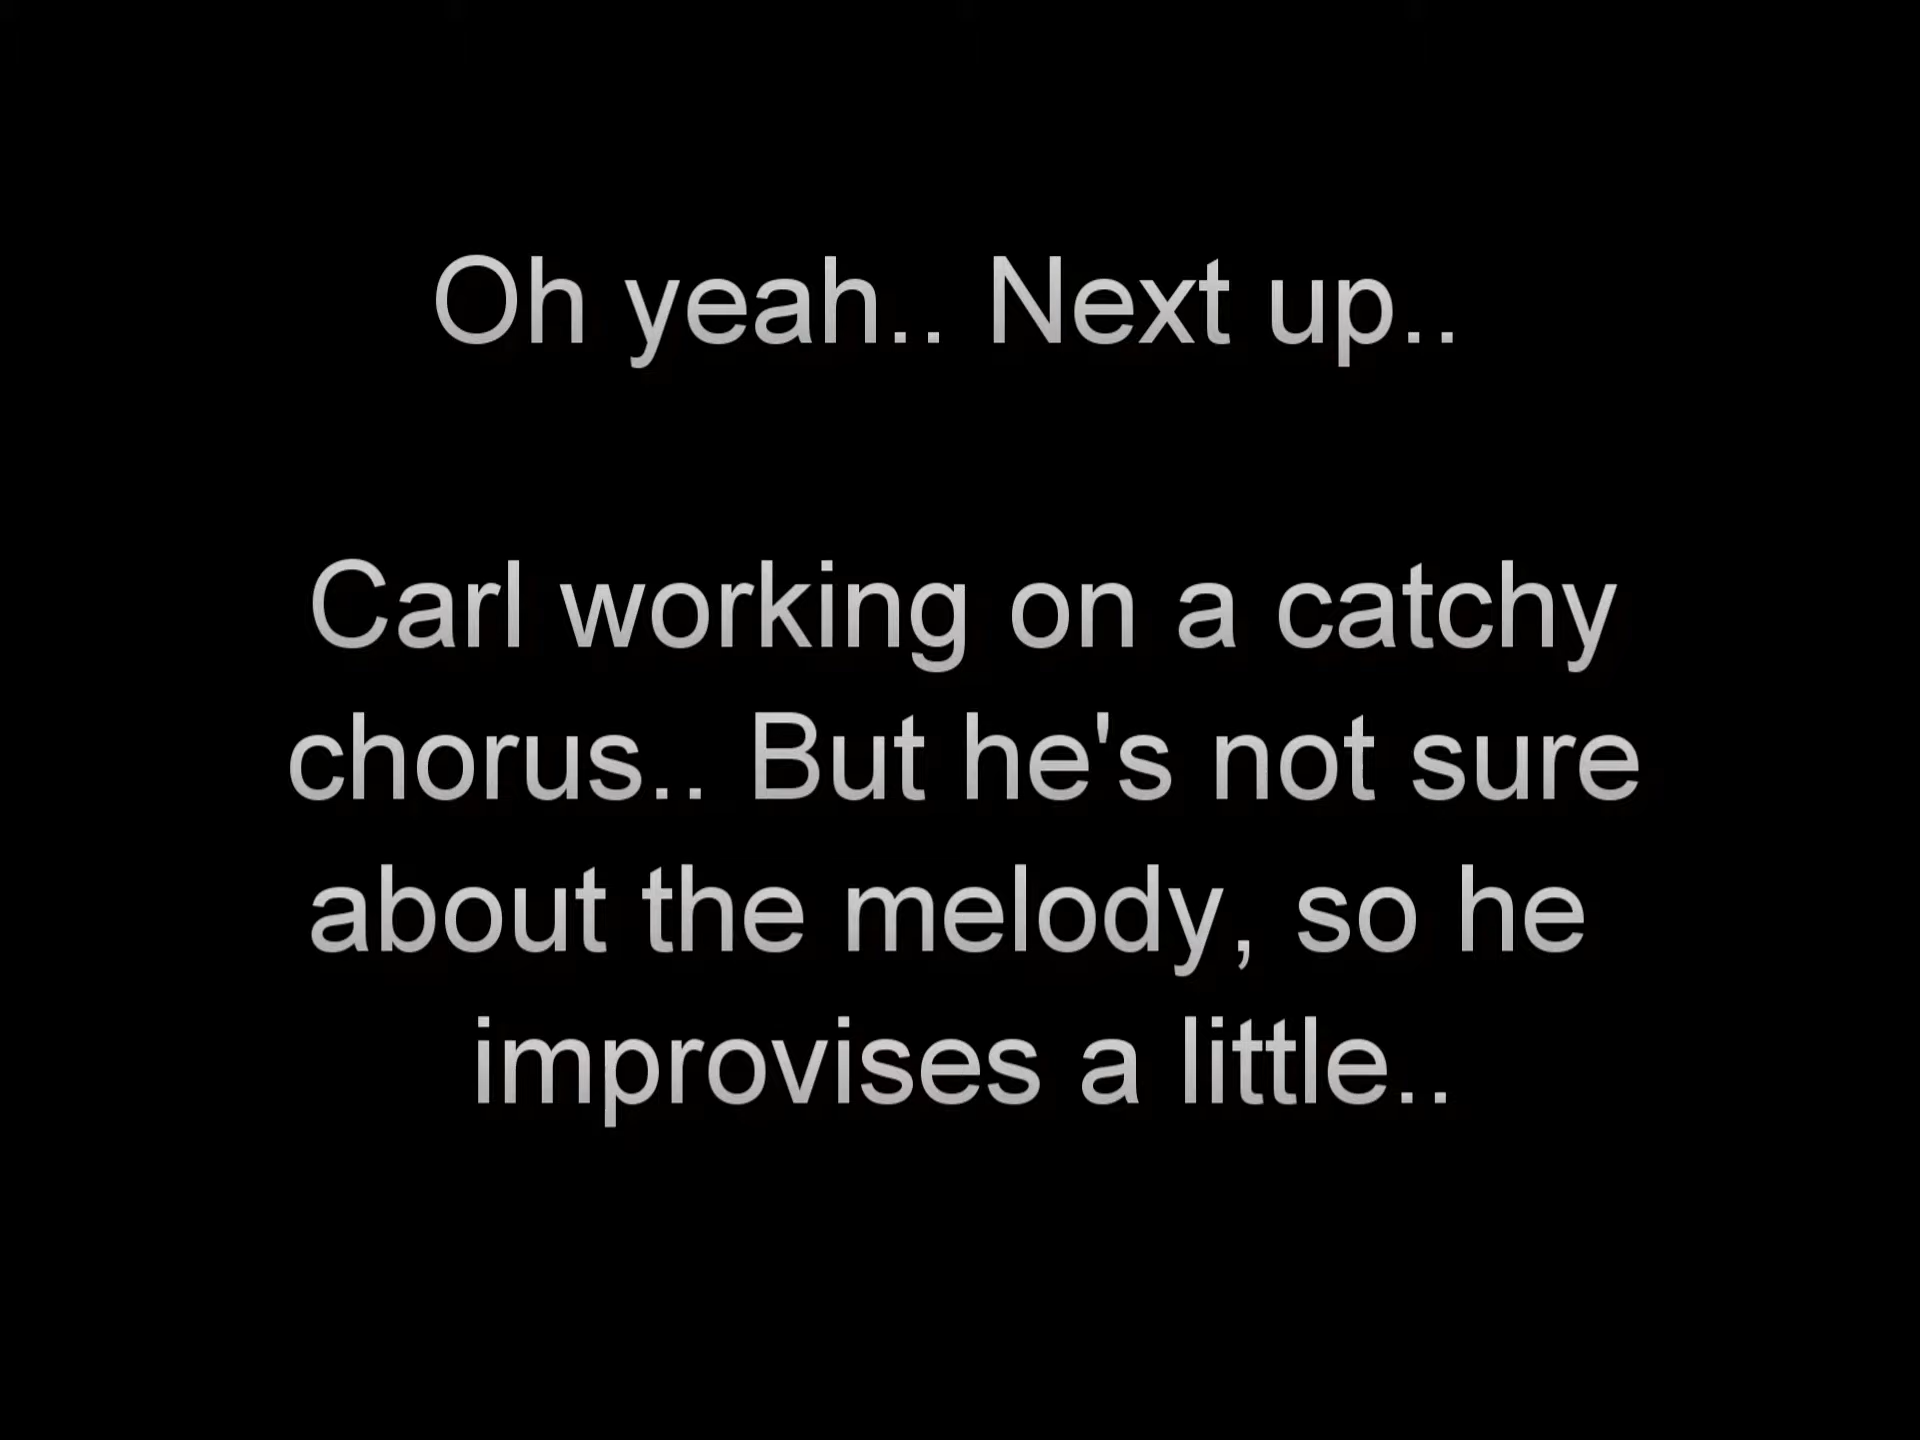 Oh yeah.. Next up..
Carl working on a catchy
chorus.. But he's not sure
about the melody, so he
improvises a little..